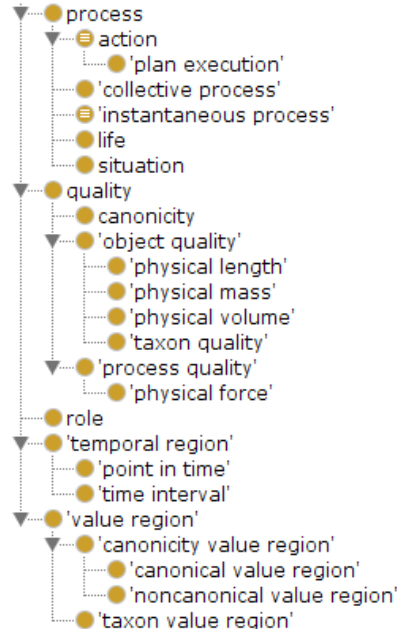 process
action
'plan execution'
'collective process'
'instantaneous process'
life
situation
quality
canonicity
'object quality'
'physical length'
'physical mass'
'physical volume'
'taxon quality'
'process quality'
'physical force'
role
'temporal region'
'point in time'
'time interval'
'value region'
'canonicity value region'
'canonical value region'
'noncanonical value region'
'taxon value region'